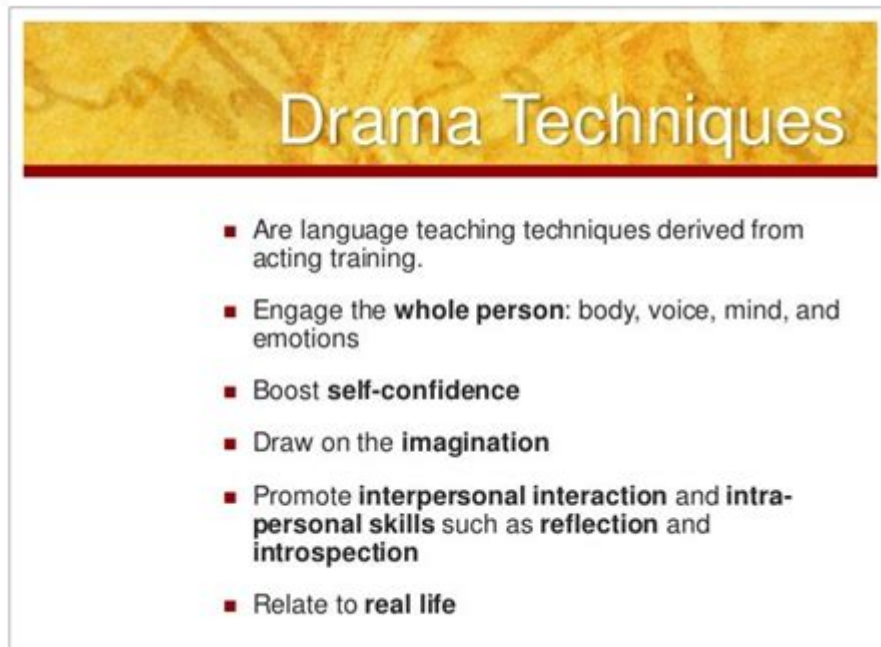 Drama Techniques
■ Are language teaching techniques derived from
acting training.
■ Engage the whole person: body, voice, mind, and
emotions
■ Boost self-confidence
■ Draw on the imagination
■ Promote interpersonal interaction and intra-
personal skills such as reflection and
introspection
■ Relate to real life